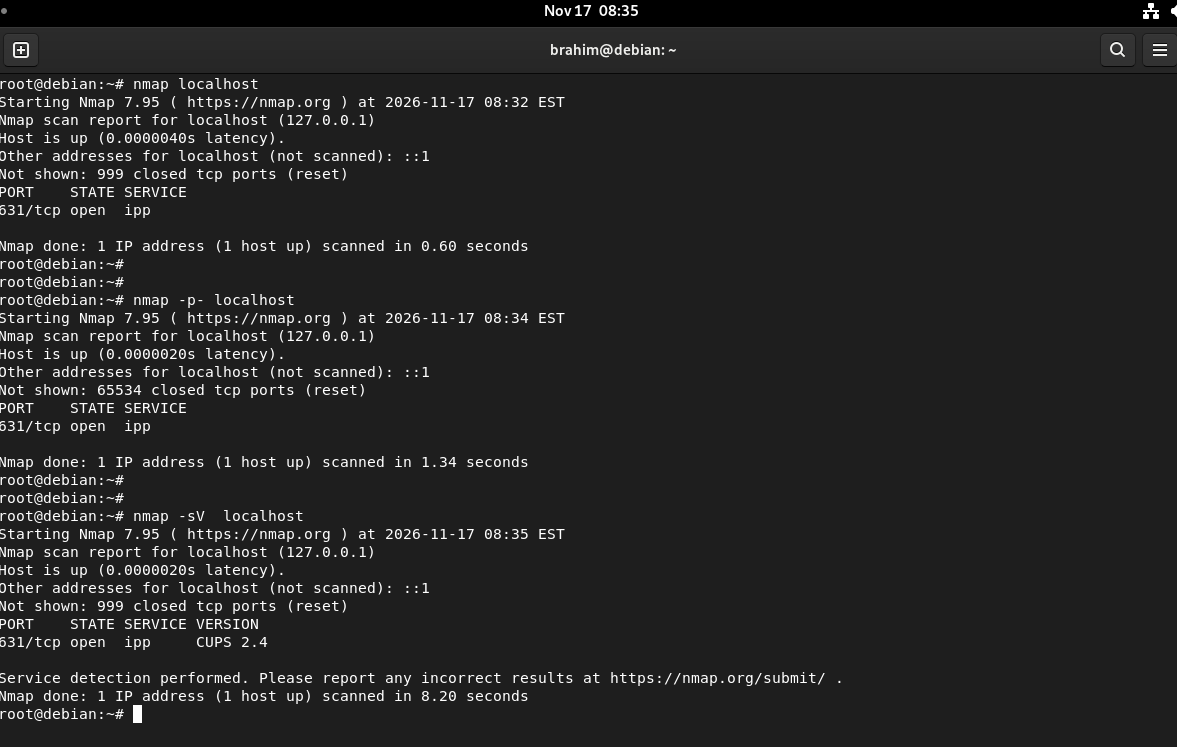 Nov 17 08:35
brahim@debian: ~
root@debian:~# nmap localhost
Starting Nmap 7.95 ( https://nmap.org ) at 2026-11-17 08:32 EST
Nmap scan report for localhost (127.0.0.1)
Host is up (0.0000040s latency).
Other addresses for localhost (not scanned): ::1
Not shown: 999 closed tcp ports (reset)
PORT    STATE SERVICE
631/tcp open  ipp
Nmap done: 1 IP address (1 host up) scanned in 0.60 seconds
root@debian:~#
root@debian:~#
root@debian:~# nmap -p- localhost
Starting Nmap 7.95 ( https://nmap.org ) at 2026-11-17 08:34 EST
Nmap scan report for localhost (127.0.0.1)
Host is up (0.0000020s latency).
Other addresses for localhost (not scanned): ::1
Not shown: 65534 closed tcp ports (reset)
PORT    STATE SERVICE
631/tcp open  ipp
Nmap done: 1 IP address (1 host up) scanned in 1.34 seconds
root@debian:~#
root@debian:~#
root@debian:~# nmap -sV  localhost
Starting Nmap 7.95 ( https://nmap.org ) at 2026-11-17 08:35 EST
Nmap scan report for localhost (127.0.0.1)
Host is up (0.0000020s latency).
Other addresses for localhost (not scanned): ::1
Not shown: 999 closed tcp ports (reset)
PORT    STATE SERVICE VERSION
631/tcp open  ipp     CUPS 2.4
Service detection performed. Please report any incorrect results at https://nmap.org/submit/ .
Nmap done: 1 IP address (1 host up) scanned in 8.20 seconds
root@debian:~#